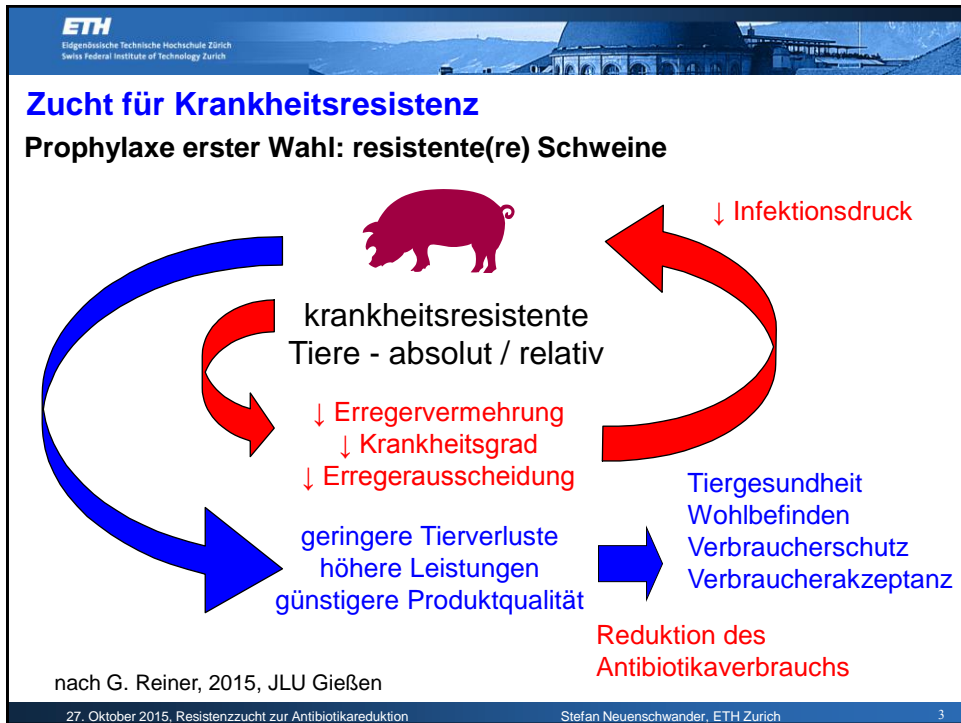 ETH
Eidgenössische Technische Hochschule Zürich
Swiss Federal Institute of Technology Zurich
Zucht für Krankheitsresistenz
Prophylaxe erster Wahl: resistente(re) Schweine
↓ Infektionsdruck
krankheitsresistente
Tiere - absolut / relativ
↓ Erregervermehrung
↓ Krankheitsgrad
↓ Erregerausscheidung
geringere Tierverluste
höhere Leistungen
günstigere Produktqualität
Tiergesundheit
Wohlbefinden
Verbraucherschutz
Verbraucherakzeptanz
Reduktion des
Antibiotikaverbrauchs
nach G. Reiner, 2015, JLU Gießen
27. Oktober 2015, Resistenzzucht zur Antibiotikareduktion Stefan Neuenschwander, ETH Zurich 3